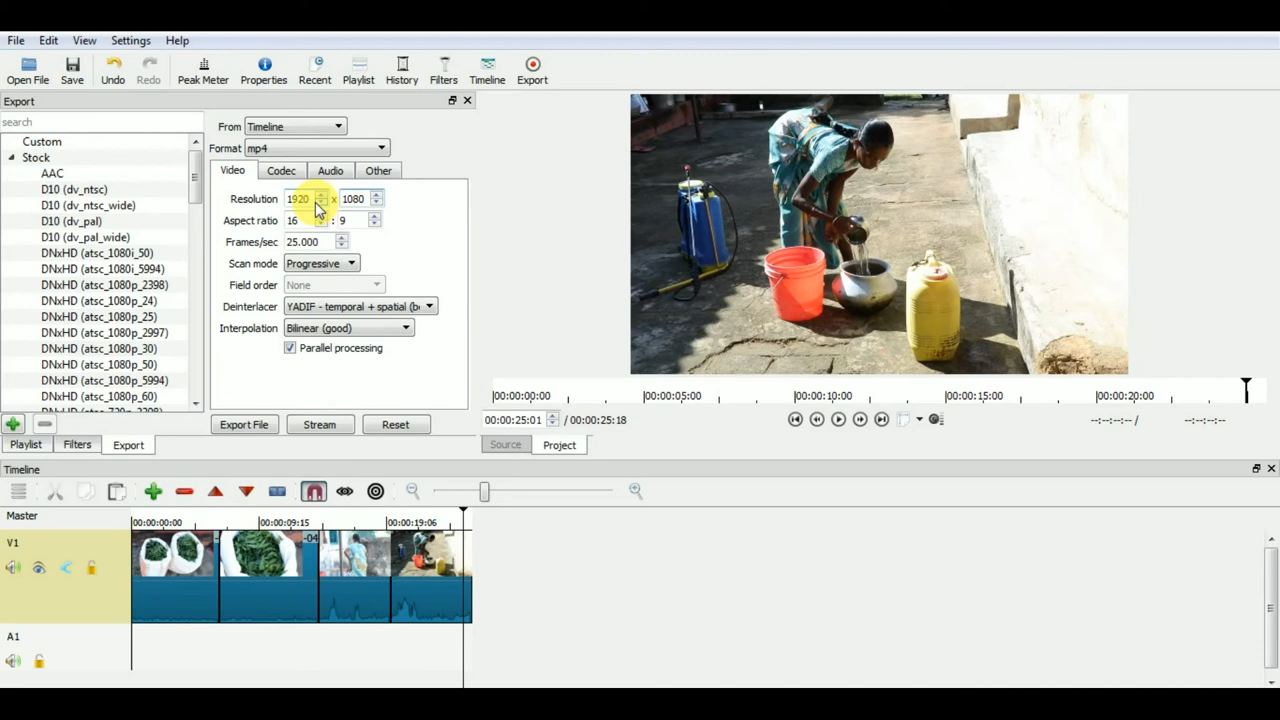 File Edit View Settings Help
Open File Save Undo Redo Peak Meter Properties Recent Playlist History Filters Timeline Export
Export
search
Custom
Stock
AAC
D10 (dv_ntsc)
D10 (dv_ntsc_wide)
D10 (dv_pal)
D10 (dv_pal_wide)
DNxHD (atsc_1080i_50)
DNxHD (atsc_1080i_5994)
DNxHD (atsc_1080p_2398)
DNxHD (atsc_1080p_24)
DNxHD (atsc_1080p_25)
DNxHD (atsc_1080p_2997)
DNxHD (atsc_1080p_30)
DNxHD (atsc_1080p_50)
DNxHD (atsc_1080p_5994)
DNxHD (atsc_1080p_60)
From Timeline
Format mp4
Video Codec Audio Other
Resolution 1920 x 1080
Aspect ratio 16 : 9
Frames/sec 25.000
Scan mode Progressive
Field order None
Deinterlacer YADIF - temporal + spatial (b
Interpolation Bilinear (good)
Parallel processing
Export File Stream Reset
Playlist Filters Export
00:00:00:00 00:00:05:00 00:00:10:00 00:00:15:00 00:00:20:00
00:00:25:01 / 00:00:25:18 --:--:--:-- / --:--:--:--
Source Project
Timeline
Master 00:00:00:00 00:00:09:15 00:00:19:06
V1
A1